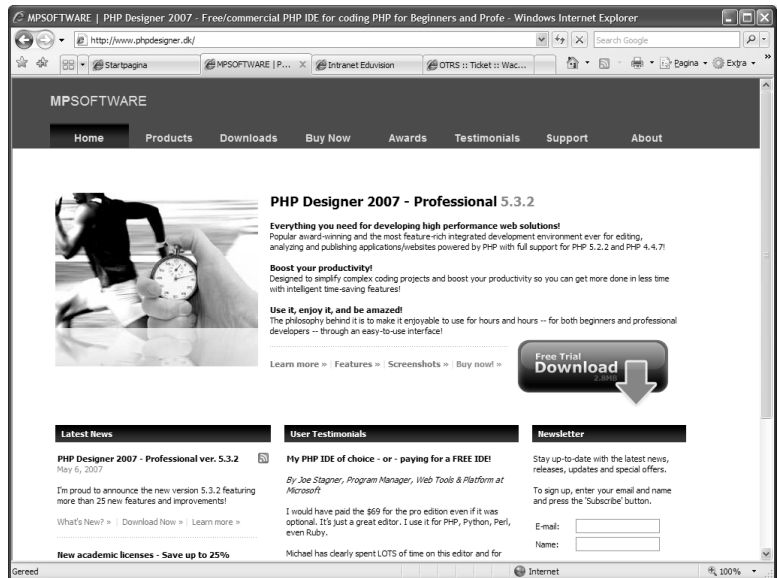 MPSOFTWARE | PHP Designer 2007 - Free/commercial PHP IDE for coding PHP for Beginners and Profe - Windows Internet Explorer
http://www.phpdesigner.dk/
Search Google
Startpagina
MPSOFTWARE | P...
Intranet Eduvision
OTRS :: Ticket :: Wac...
Pagina
Extra
MPSOFTWARE
Home Products Downloads Buy Now Awards Testimonials Support About
PHP Designer 2007 - Professional 5.3.2
Everything you need for developing high performance web solutions!
Popular award-winning and the most feature-rich integrated development environment ever for editing,
analyzing and publishing applications/websites powered by PHP with full support for PHP 5.2.2 and PHP 4.4.7!
Boost your productivity!
Designed to simplify complex coding projects and boost your productivity so you can get more done in less time
with intelligent time-saving features!
Use it, enjoy it, and be amazed!
The philosophy behind it is to make it enjoyable to use for hours and hours -- for both beginners and professional
developers -- through an easy-to-use interface!
Learn more » | Features » | Screenshots » | Buy now! »
Free Trial
Download
2.8MB
Latest News
PHP Designer 2007 - Professional ver. 5.3.2
May 6, 2007
I'm proud to announce the new version 5.3.2 featuring
more than 25 new features and improvements!
What's New? » | Download Now » | Learn more »
New academic licenses - Save up to 25%
User Testimonials
My PHP IDE of choice - or - paying for a FREE IDE!
By Joe Stagner, Program Manager, Web Tools & Platform at
Microsoft
I would have paid the $69 for the pro edition even if it was
optional. It's just a great editor. I use it for PHP, Python, Perl,
even Ruby.
Michael has clearly spent LOTS of time on this editor and for
Newsletter
Stay up-to-date with the latest news,
releases, updates and special offers.
To sign up, enter your email and name
and press the 'Subscribe' button.
E-mail:
Name:
Gereed
Internet
100%